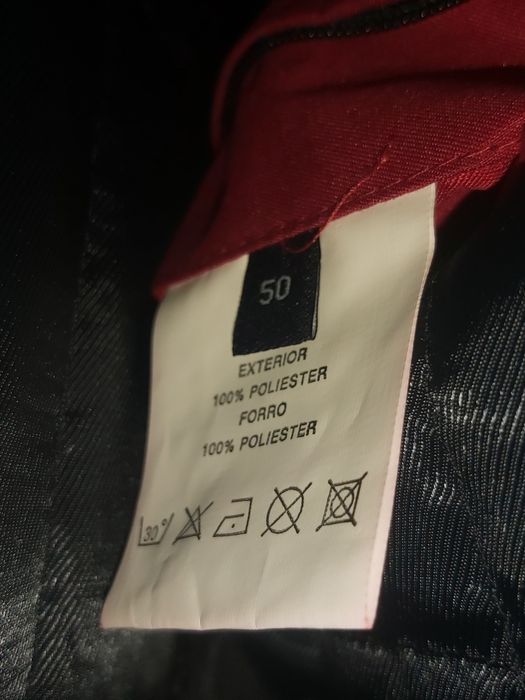 50
EXTERIOR
100% POLIESTER
FORRO
100% POLIESTER
30°